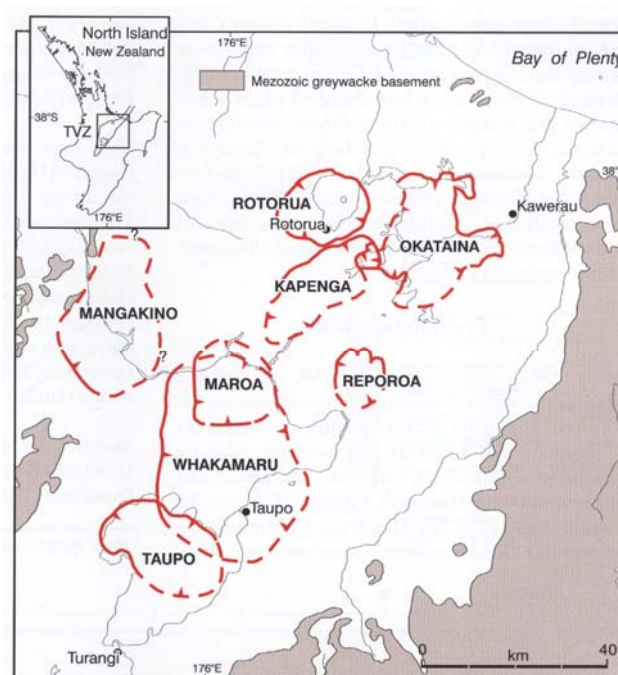 North Island
New Zealand
38°S
TVZ
176°E
176°E
Bay of Plenty
Mezozoic greywacke basement
38°
ROTORUA
Rotorua
Kawerau
OKATAINA
KAPENGA
?
MANGAKINO
?
MAROA
REPOROA
WHAKAMARU
Taupo
TAUPO
Turangi
176°E
0
40
km